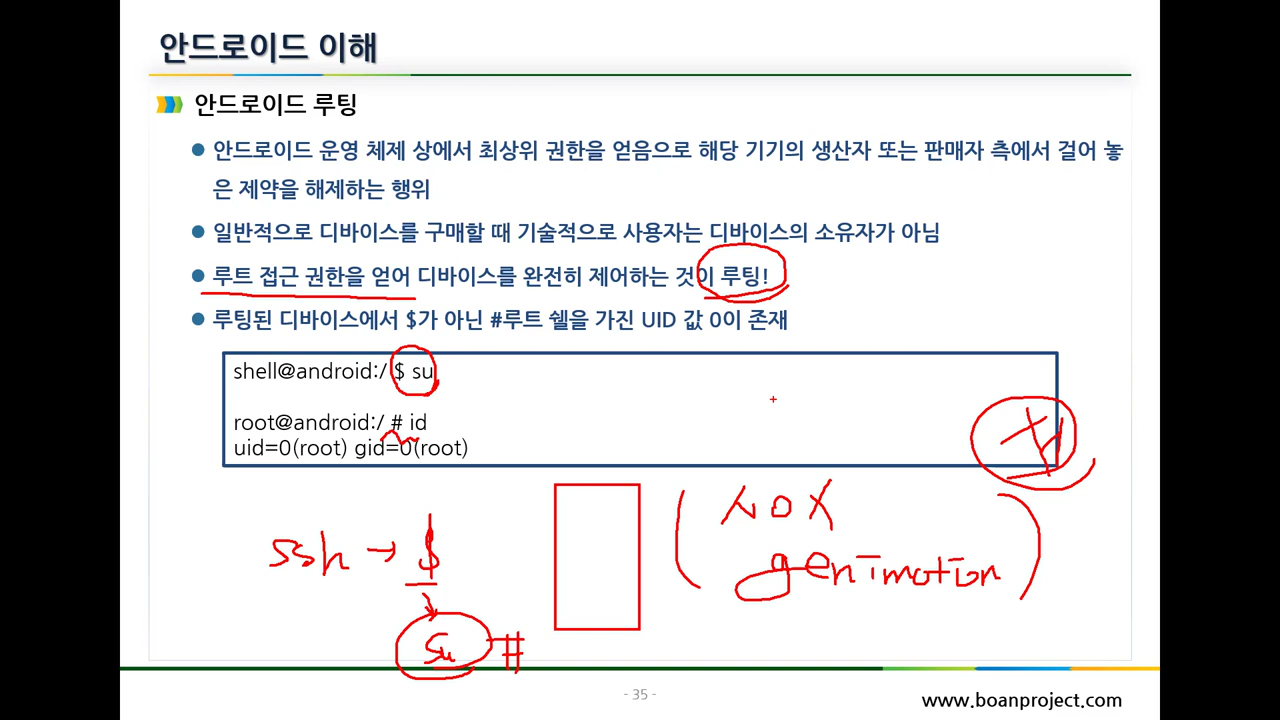 안드로이드 이해
안드로이드 루팅
안드로이드 운영 체제 상에서 최상위 권한을 얻음으로 해당 기기의 생산자 또는 판매자 측에서 걸어 놓
은 제약을 해제하는 행위
일반적으로 디바이스를 구매할 때 기술적으로 사용자는 디바이스의 소유자가 아님
루트 접근 권한을 얻어 디바이스를 완전히 제어하는 것이 루팅!
루팅된 디바이스에서 $가 아닌 #루트 쉘을 가진 UID 값 0이 존재
shell@android:/ $ su
root@android:/ # id
uid=0(root) gid=0(root)
NOX
genimotion
ssh → $
su #
- 35 -
www.boanproject.com